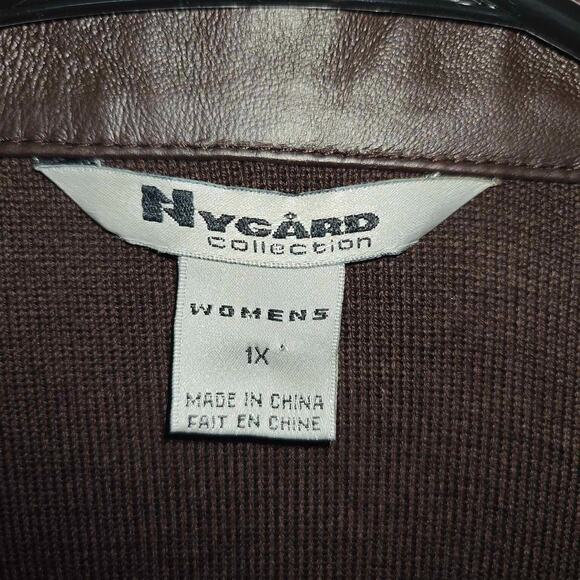 NYGÅRD
Collection
WOMENS
1X
MADE IN CHINA
FAIT EN CHINE